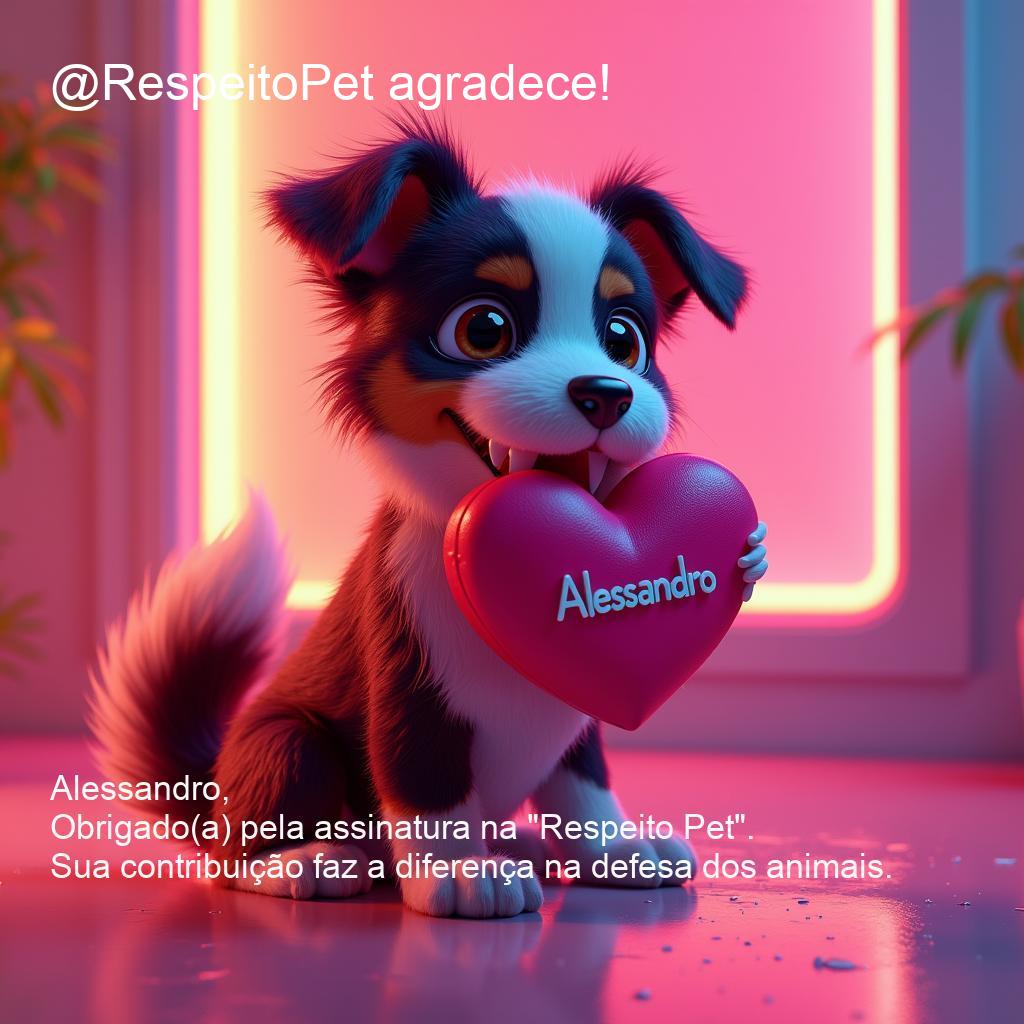 @RespeitoPet agradece!
Alessandro
Alessandro,
Obrigado(a) pela assinatura na "Respeito Pet".
Sua contribuição faz a diferença na defesa dos animais.